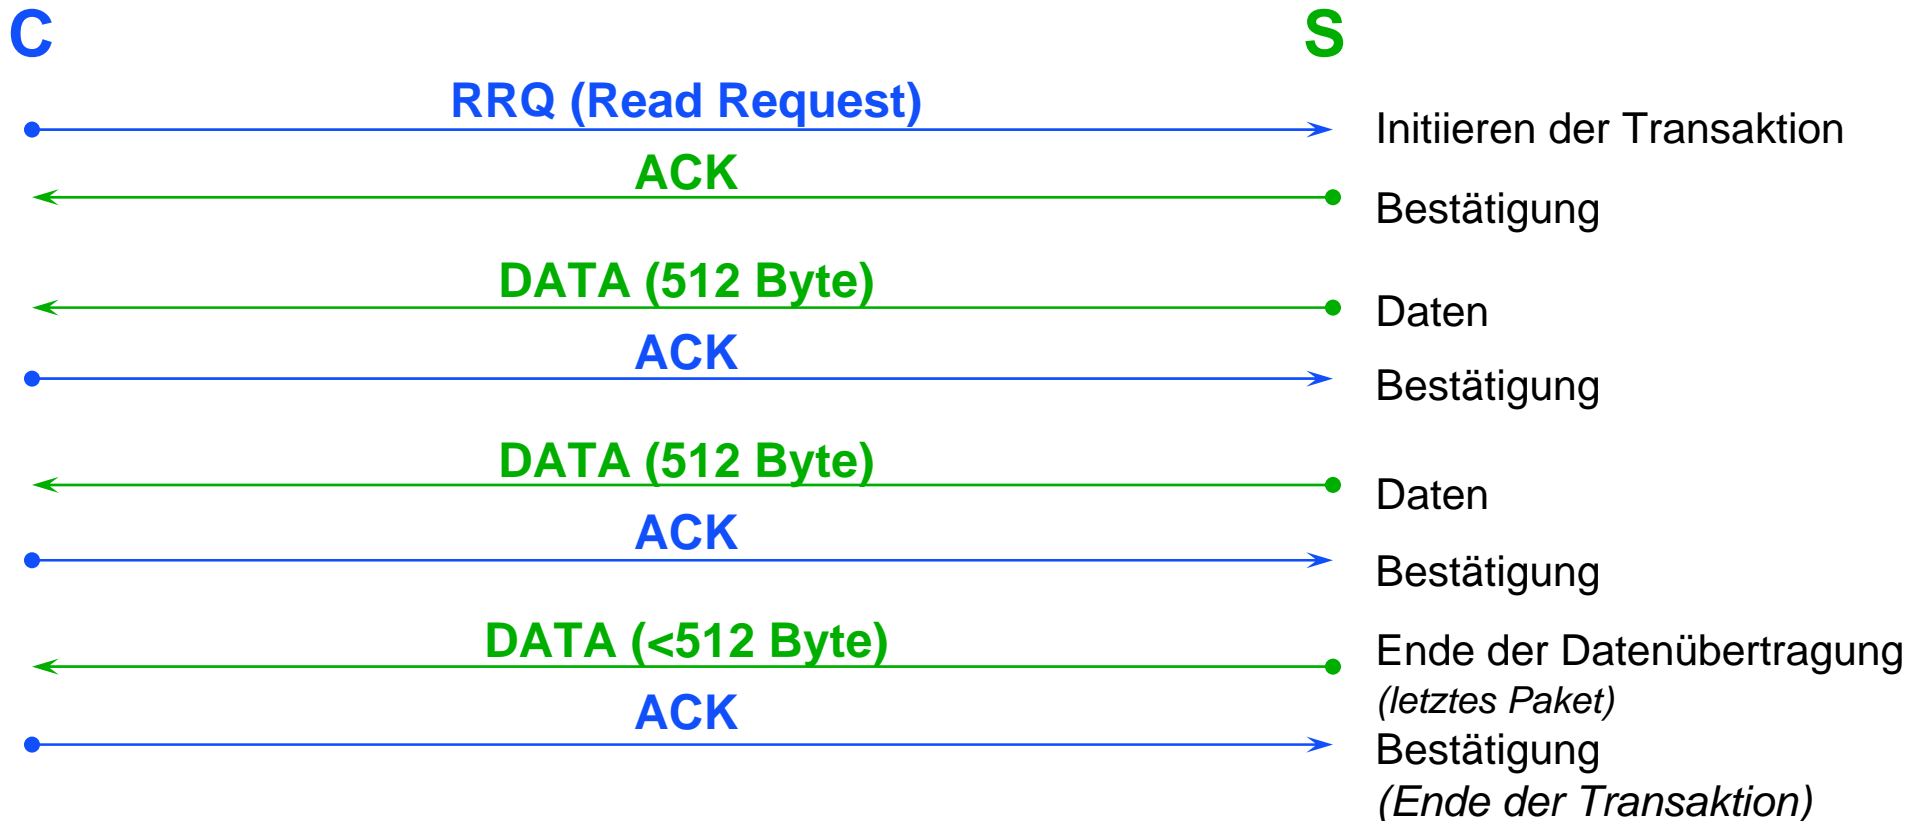 C
S
RRQ (Read Request)
Initiieren der Transaktion
ACK
Bestätigung
DATA (512 Byte)
Daten
ACK
Bestätigung
DATA (512 Byte)
Daten
ACK
Bestätigung
DATA (<512 Byte)
Ende der Datenübertragung
(letztes Paket)
ACK
Bestätigung
(Ende der Transaktion)